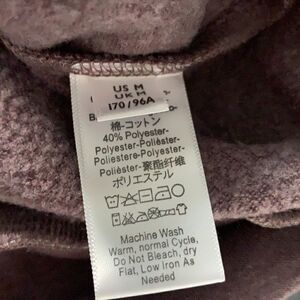 US M
UK M
170/96A
棉-コットン
40% Polyester-
Polyester-Poliéster-
Poliestere-Polyester-
Poliéster-聚酯纤维
ポリエステル
Machine Wash
Warm, normal Cycle,
Do Not Bleach, dry
Flat, Low iron As
Needed